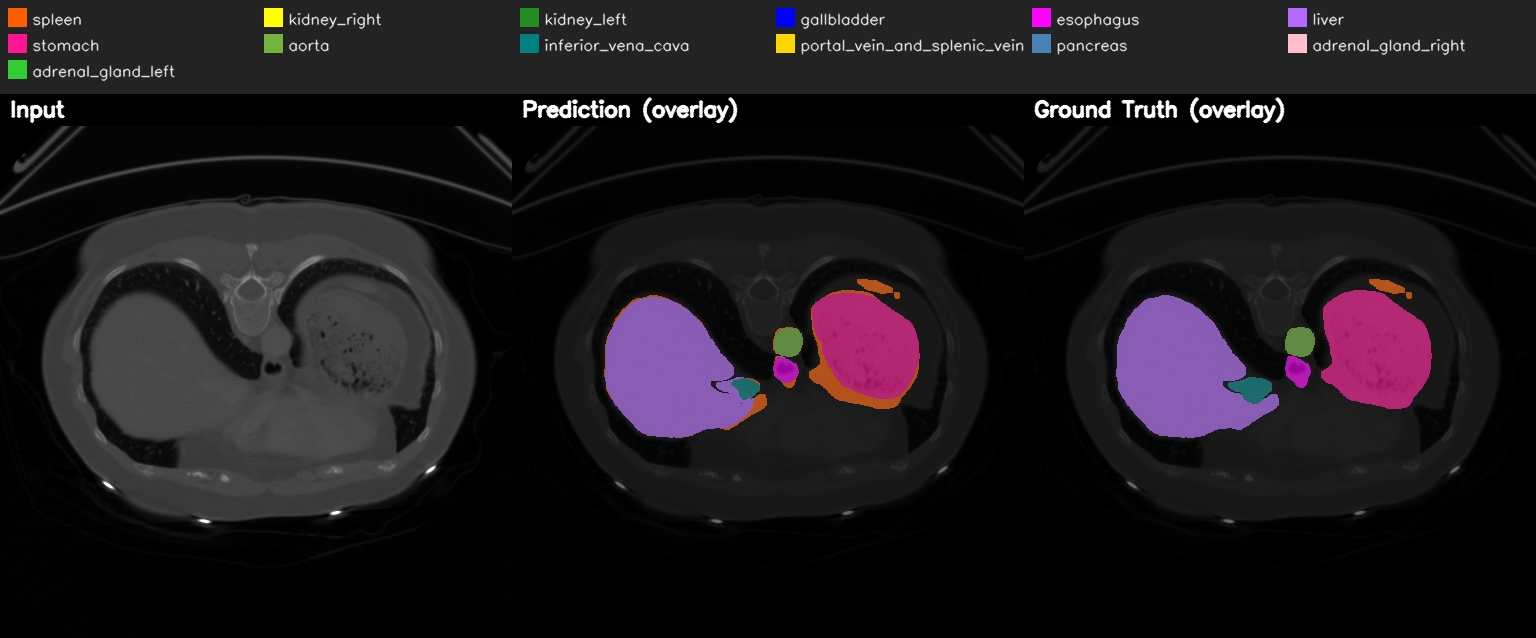 spleen kidney_right kidney_left gallbladder esophagus liver
stomach aorta inferior_vena_cava portal_vein_and_splenic_vein pancreas adrenal_gland_right
adrenal_gland_left
Input Prediction (overlay) Ground Truth (overlay)